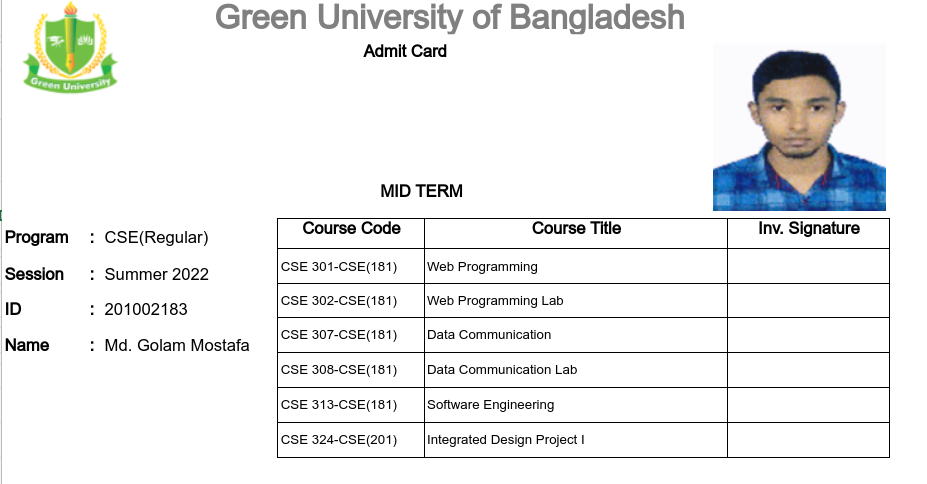 Green University of Bangladesh
Green University
Admit Card
MID TERM
Program : CSE(Regular)
Session : Summer 2022
ID : 201002183
Name : Md. Golam Mostafa
Course Code Course Title Inv. Signature
CSE 301-CSE(181) Web Programming
CSE 302-CSE(181) Web Programming Lab
CSE 307-CSE(181) Data Communication
CSE 308-CSE(181) Data Communication Lab
CSE 313-CSE(181) Software Engineering
CSE 324-CSE(201) Integrated Design Project I